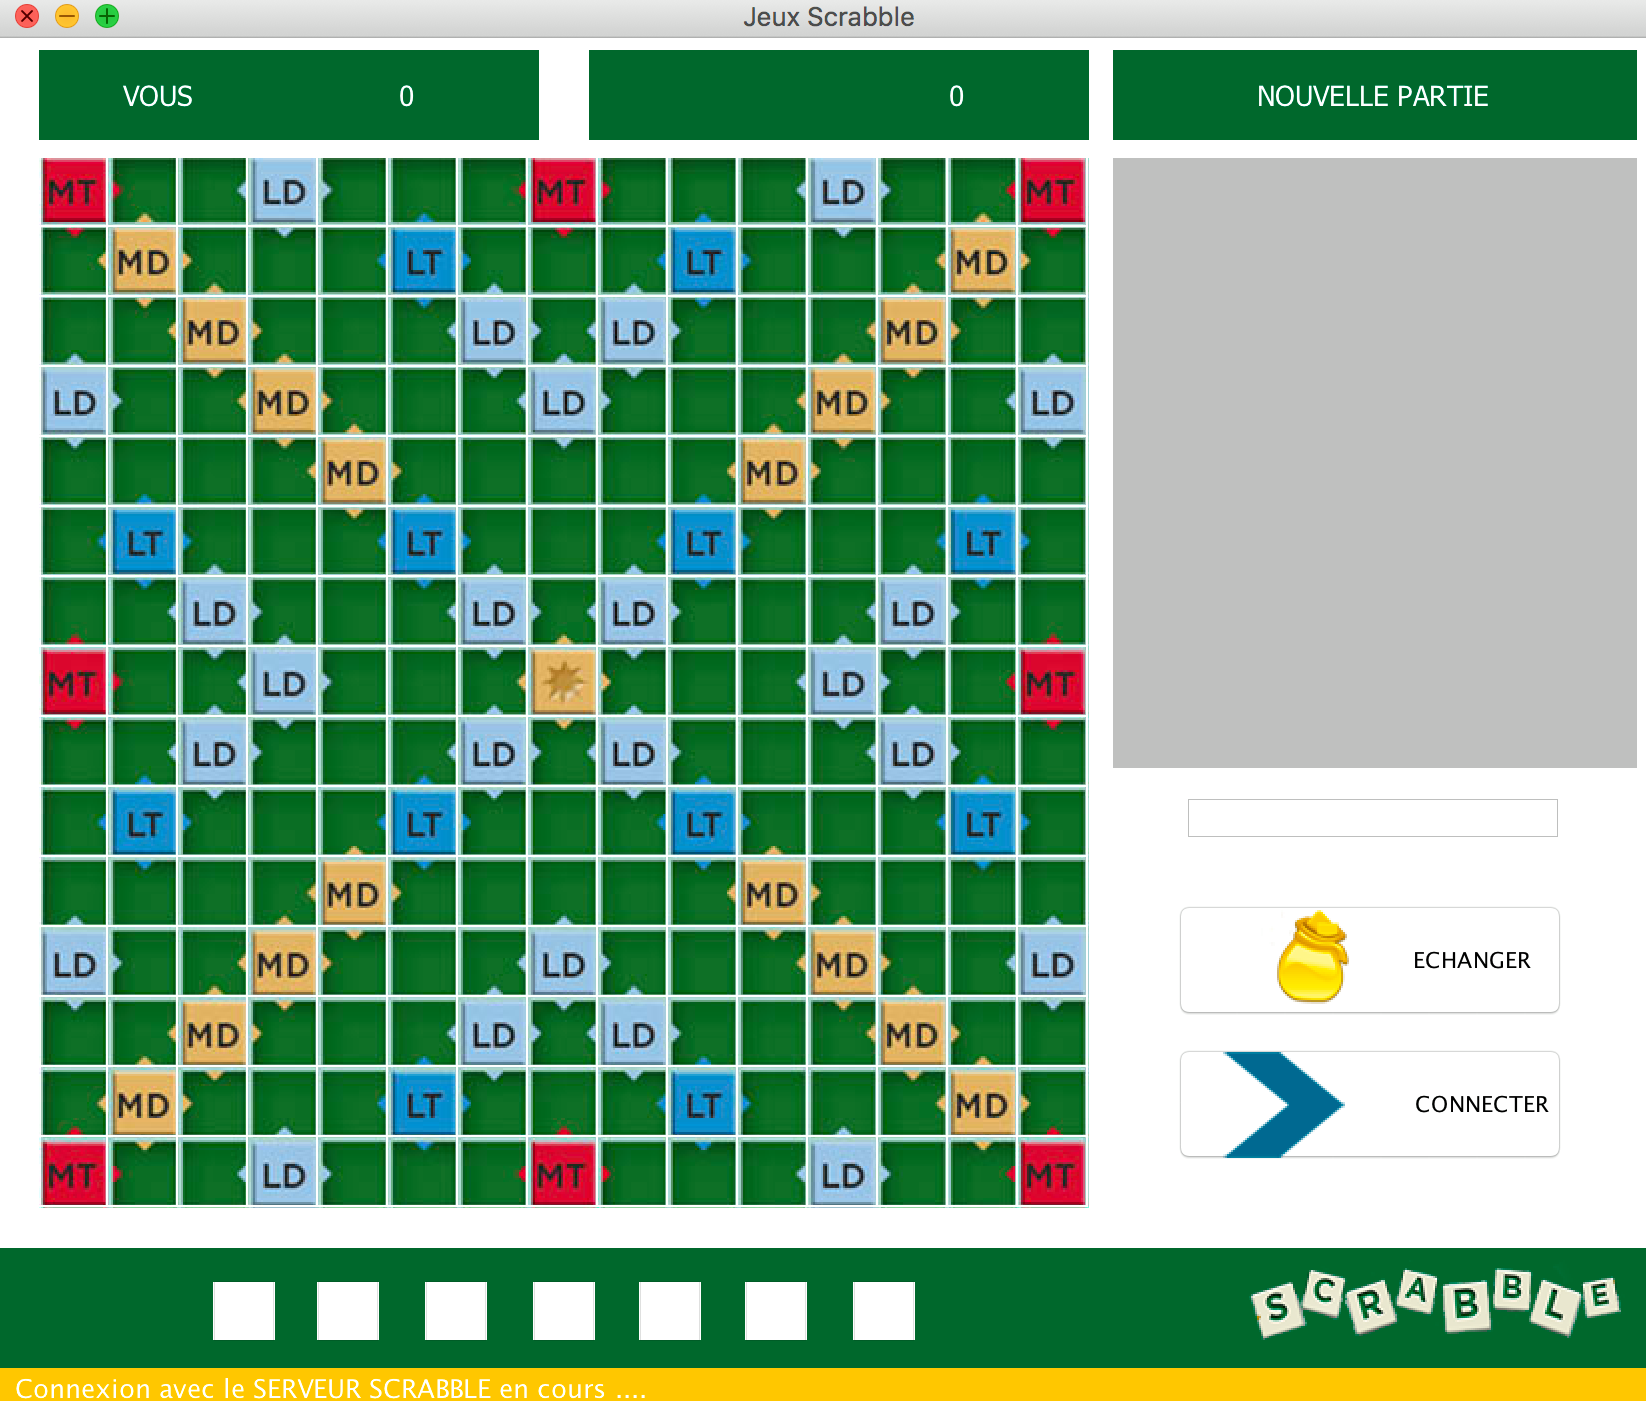 Jeux Scrabble
VOUS 0 0 NOUVELLE PARTIE
MT LD MT LD MT
MD LT LT MD
MD LD LD MD
LD MD LD MD LD
MD MD
LT LT LT LT
LD LD LD LD
MT LD LD MT
LD LD LD LD
LT LT LT LT
MD MD
LD MD LD MD LD
MD LD LD MD
MD LT LT MD
MT LD MT LD MT
ECHANGER
CONNECTER
SCRABBLE
Connexion avec le SERVEUR SCRABBLE en cours ....